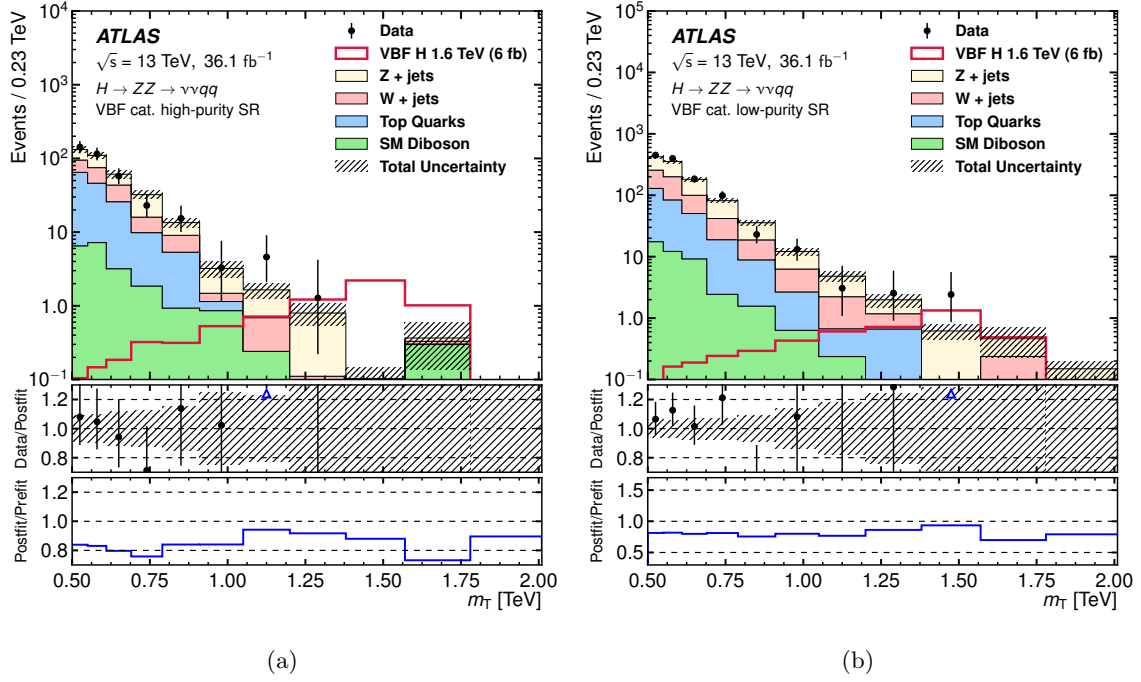 Events / 0.23 TeV
10⁴
10³
10²
10
1.0
10⁻¹
ATLAS
√s = 13 TeV, 36.1 fb⁻¹
H → ZZ → ννqq
VBF cat. high-purity SR
Data
VBF H 1.6 TeV (6 fb)
Z + jets
W + jets
Top Quarks
SM Diboson
Total Uncertainty
Data/Postfit
1.2
1.0
0.8
Postfit/Prefit
1.2
1.0
0.8
0.50 0.75 1.00 1.25 1.50 1.75 2.00
m_T [TeV]
(a)
Events / 0.23 TeV
10⁵
10⁴
10³
10²
10
1.0
10⁻¹
ATLAS
√s = 13 TeV, 36.1 fb⁻¹
H → ZZ → ννqq
VBF cat. low-purity SR
Data
VBF H 1.6 TeV (6 fb)
Z + jets
W + jets
Top Quarks
SM Diboson
Total Uncertainty
Data/Postfit
1.2
1.0
0.8
Postfit/Prefit
1.5
1.0
0.5
0.50 0.75 1.00 1.25 1.50 1.75 2.00
m_T [TeV]
(b)